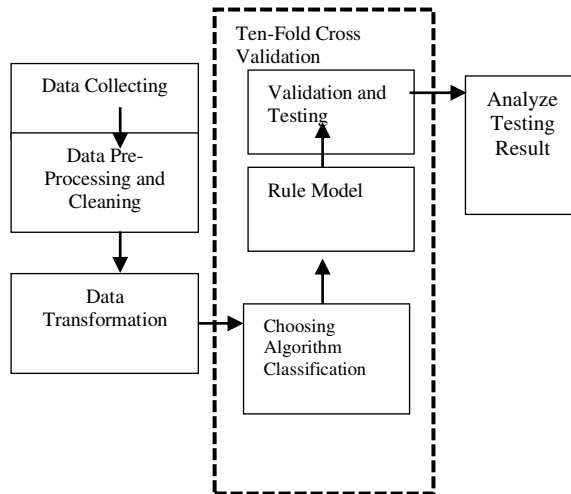 Data Collecting
Data Pre-
Processing and
Cleaning
Data
Transformation
Ten-Fold Cross
Validation
Choosing
Algorithm
Classification
Rule Model
Validation and
Testing
Analyze
Testing
Result